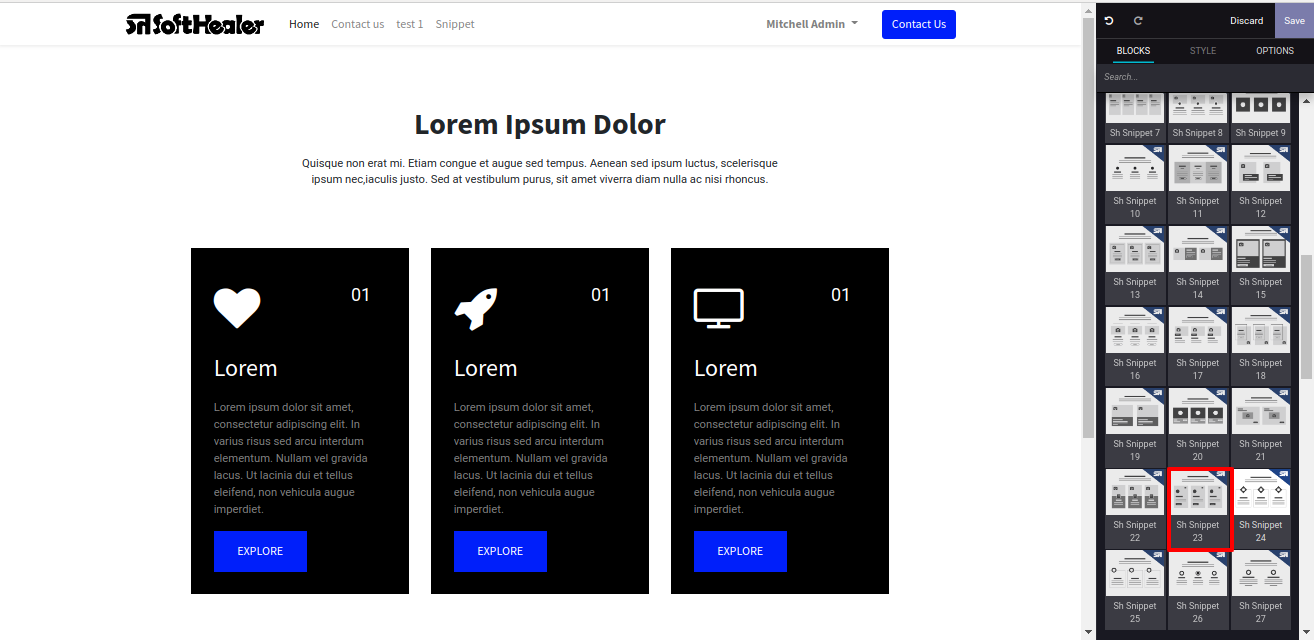 SoftHealer
Home Contact us test 1 Snippet
Mitchell Admin
Contact Us
Discard Save
BLOCKS STYLE OPTIONS
Search...
Lorem Ipsum Dolor
Quisque non erat mi. Etiam congue et augue sed tempus. Aenean sed ipsum luctus, scelerisque
ipsum nec,iaculis justo. Sed at vestibulum purus, sit amet viverra diam nulla ac nisi rhoncus.
01
Lorem
Lorem ipsum dolor sit amet,
consectetur adipiscing elit. In
varius risus sed arcu interdum
elementum. Nullam vel gravida
lacus. Ut lacinia dui et tellus
eleifend, non vehicula augue
imperdiet.
EXPLORE
01
Lorem
Lorem ipsum dolor sit amet,
consectetur adipiscing elit. In
varius risus sed arcu interdum
elementum. Nullam vel gravida
lacus. Ut lacinia dui et tellus
eleifend, non vehicula augue
imperdiet.
EXPLORE
01
Lorem
Lorem ipsum dolor sit amet,
consectetur adipiscing elit. In
varius risus sed arcu interdum
elementum. Nullam vel gravida
lacus. Ut lacinia dui et tellus
eleifend, non vehicula augue
imperdiet.
EXPLORE
Sh Snippet 7
Sh Snippet 8
Sh Snippet 9
Sh Snippet
10
Sh Snippet
11
Sh Snippet
12
Sh Snippet
13
Sh Snippet
14
Sh Snippet
15
Sh Snippet
16
Sh Snippet
17
Sh Snippet
18
Sh Snippet
19
Sh Snippet
20
Sh Snippet
21
Sh Snippet
22
Sh Snippet
23
Sh Snippet
24
Sh Snippet
25
Sh Snippet
26
Sh Snippet
27